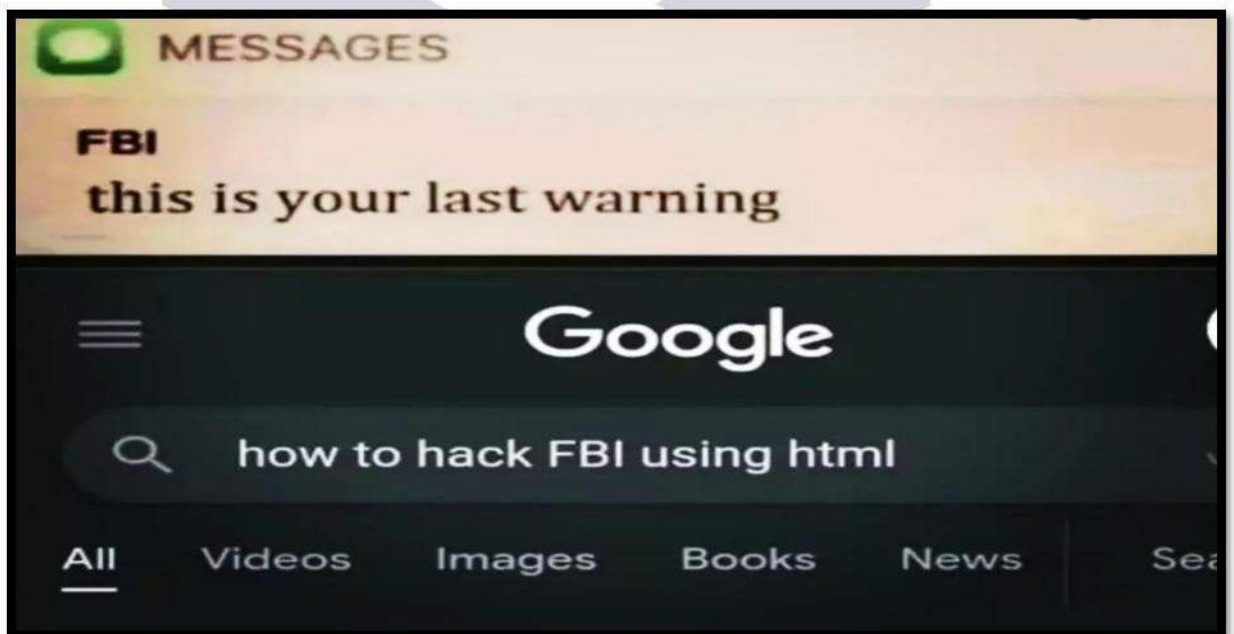 MESSAGES
FBI
this is your last warning
Google
how to hack FBI using html
All Videos Images Books News